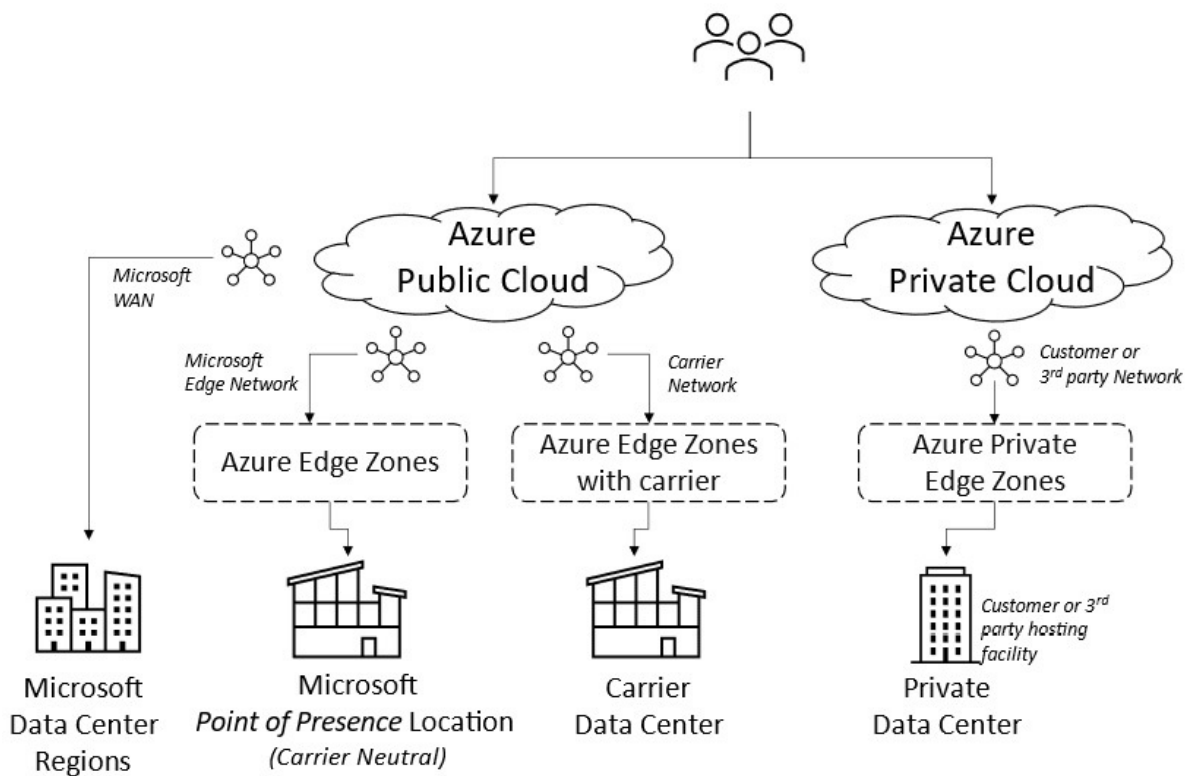 Azure
Public Cloud
Azure
Private Cloud
Microsoft
WAN
Microsoft
Edge Network
Carrier
Network
Customer or
3rd party Network
Azure Edge Zones
Azure Edge Zones
with carrier
Azure Private
Edge Zones
Customer or 3rd
party hosting
facility
Microsoft
Data Center
Regions
Microsoft
Point of Presence Location
(Carrier Neutral)
Carrier
Data Center
Private
Data Center